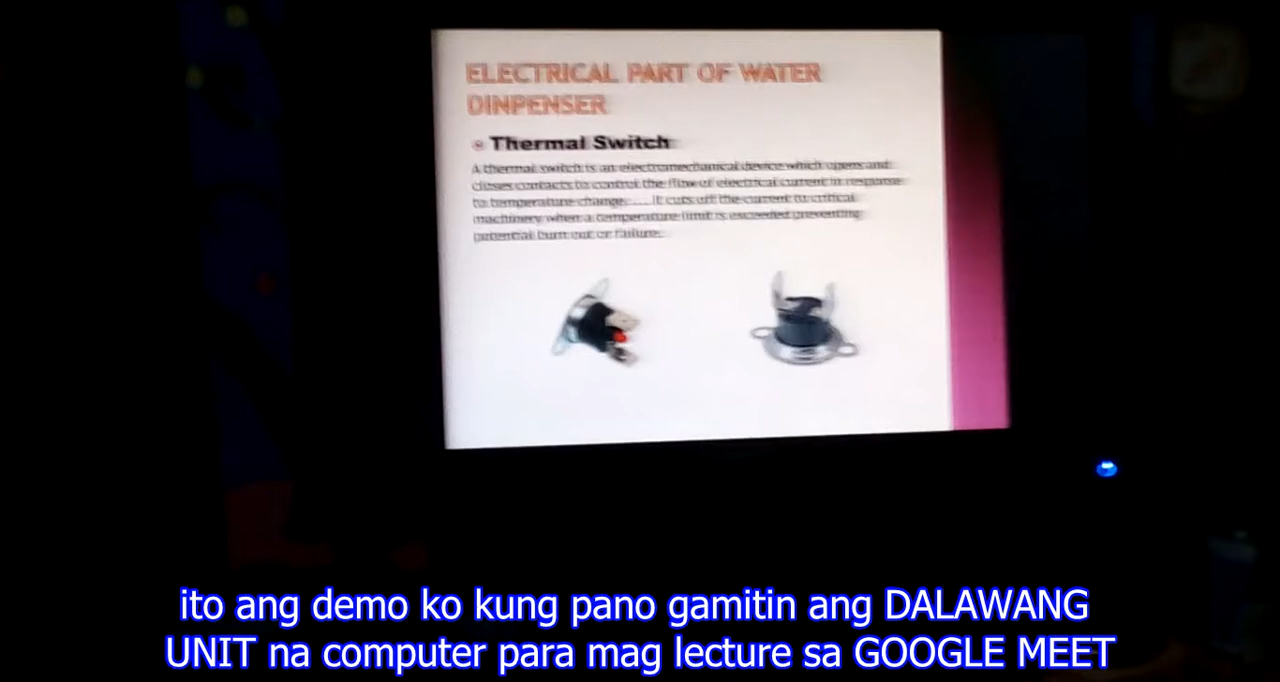 ELECTRICAL PART OF WATER
DINPENSER
Thermal Switch
A thermal switch is an electromechanical device which opens and
closes contacts to control the flow of electrical current in response
to temperature change.....It cuts off the current to critical
machinery when a temperature limit is exceeded preventing
potential burn out or failure.
ito ang demo ko kung pano gamitin ang DALAWANG
UNIT na computer para mag lecture sa GOOGLE MEET